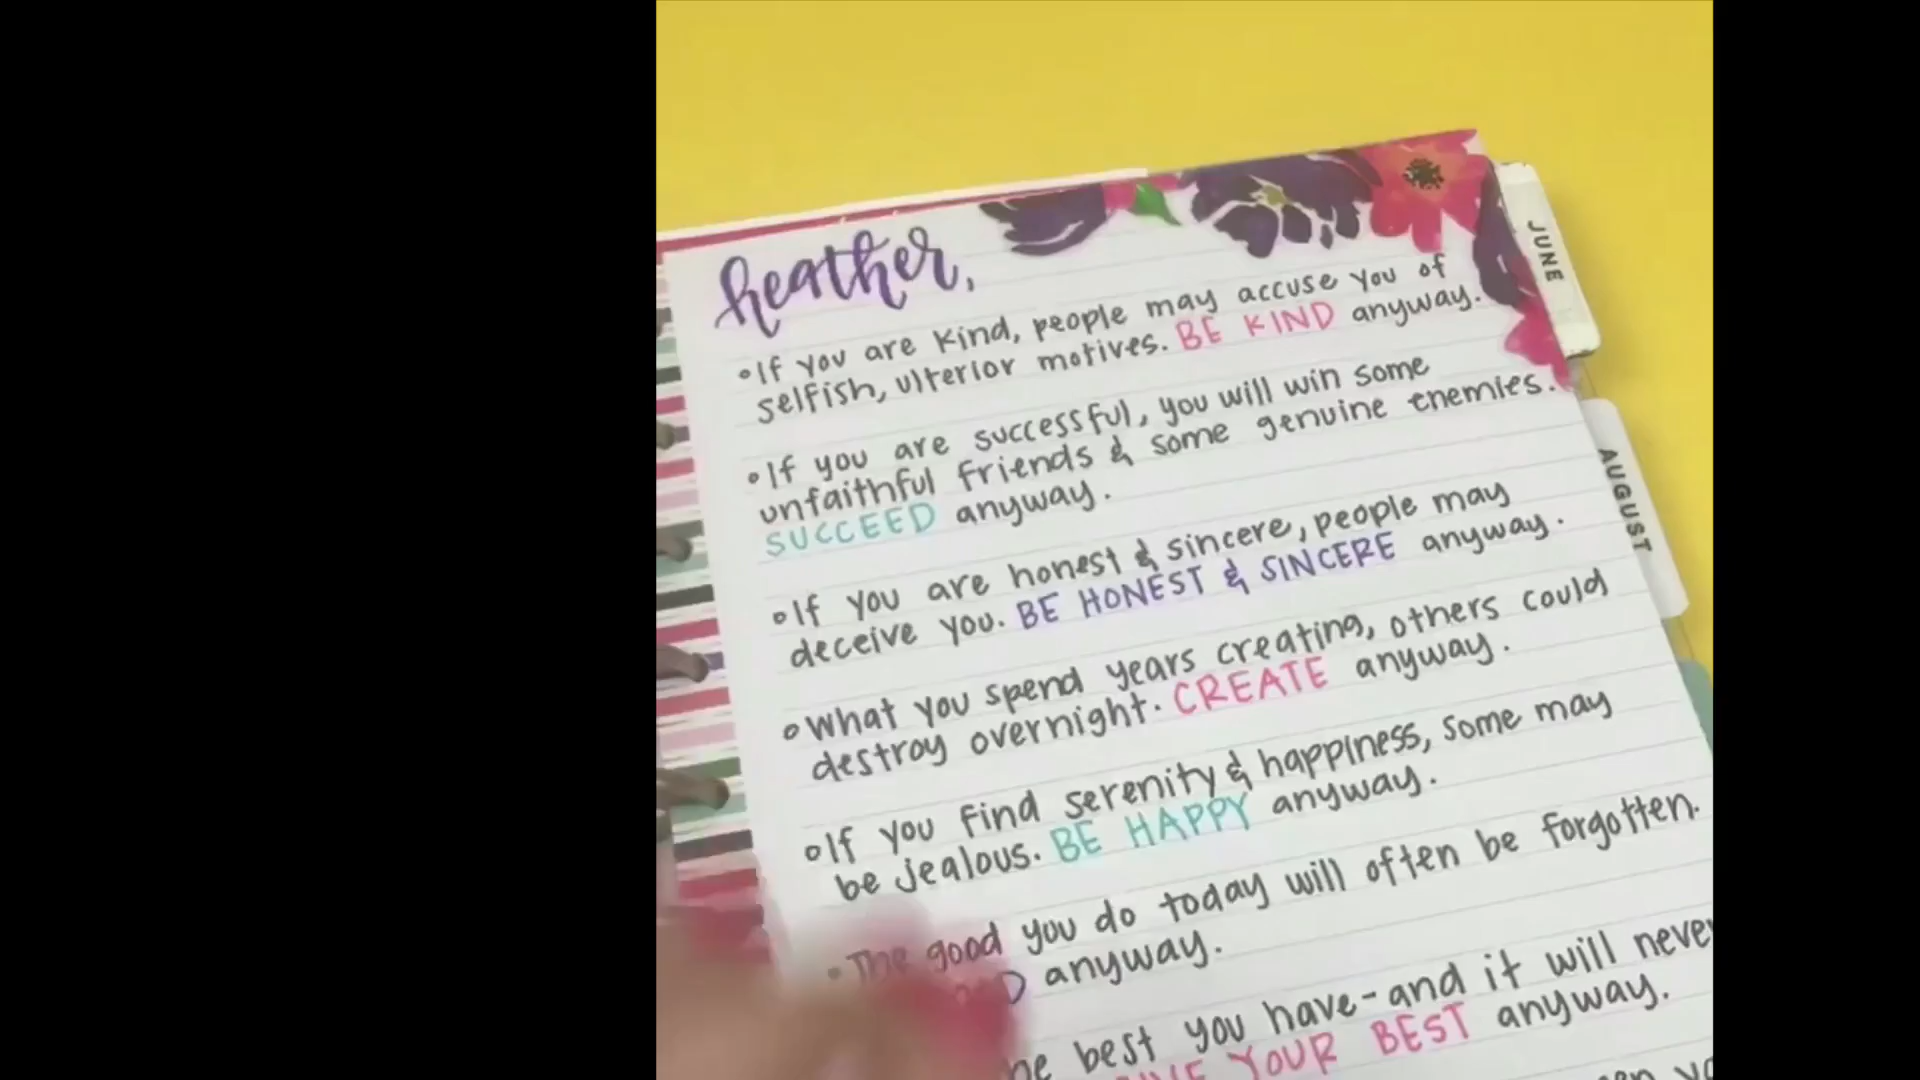 heather,
•If you are kind, people may accuse you of
selfish, ulterior motives. BE KIND anyway.
•If you are successful, you will win some
unfaithful friends & some genuine enemies.
SUCCEED anyway.
•If you are honest & sincere, people may
deceive you. BE HONEST & SINCERE anyway.
•What you spend years creating, others could
destroy overnight. CREATE anyway.
•If you find serenity & happiness, some may
be jealous. BE HAPPY anyway.
•The good you do today will often be forgotten.
anyway.
best you have-and it will never
YOUR BEST anyway.
JUNE
AUGUST